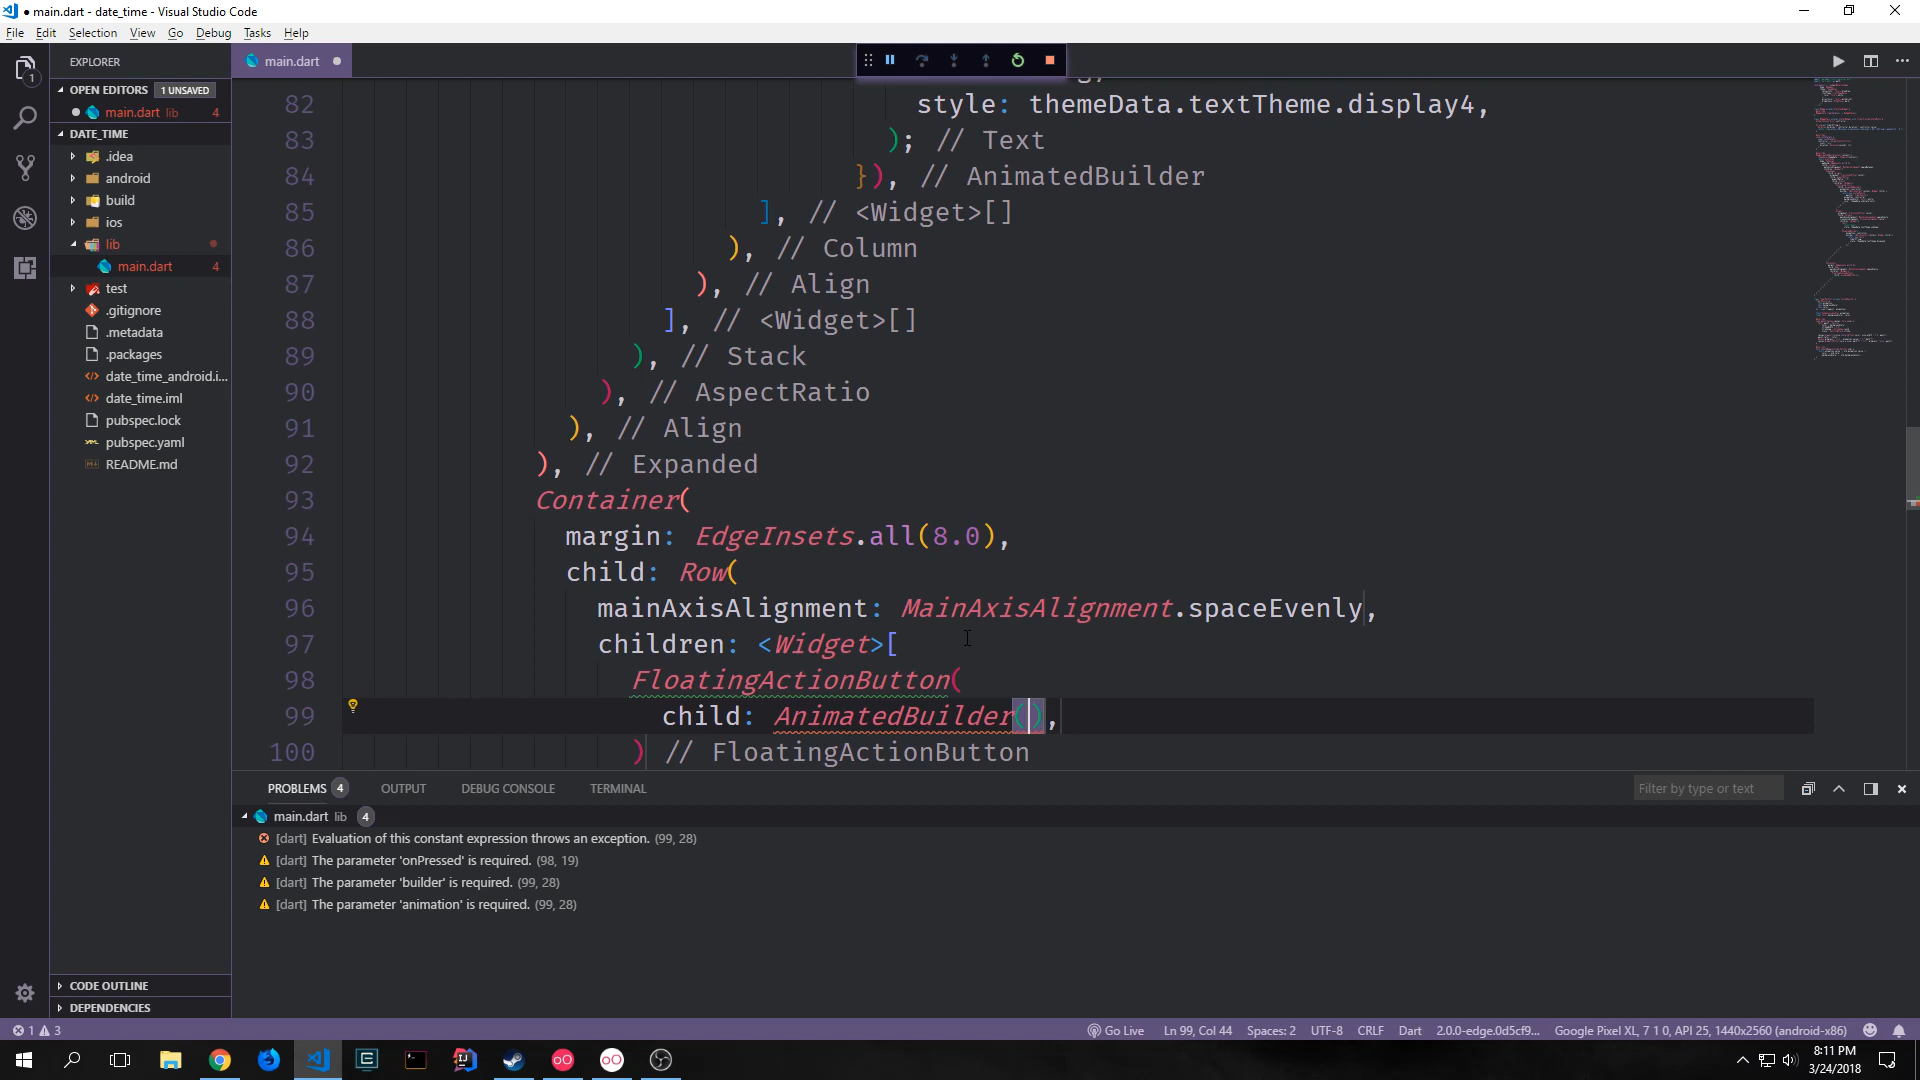 ● main.dart - date_time - Visual Studio Code
File Edit Selection View Go Debug Tasks Help
EXPLORER
main.dart ●
1
OPEN EDITORS 1 UNSAVED
● main.dart lib 4
DATE_TIME
.idea
android
build
ios
lib
main.dart 4
test
.gitignore
.metadata
.packages
date_time_android.i...
date_time.iml
pubspec.lock
pubspec.yaml
README.md
CODE OUTLINE
DEPENDENCIES
82 style: themeData.textTheme.display4,
83 ); // Text
84 }), // AnimatedBuilder
85 ], // <Widget>[]
86 ), // Column
87 ), // Align
88 ], // <Widget>[]
89 ), // Stack
90 ), // AspectRatio
91 ), // Align
92 ), // Expanded
93 Container(
94 margin: EdgeInsets.all(8.0),
95 child: Row(
96 mainAxisAlignment: MainAxisAlignment.spaceEvenly,
97 children: <Widget>[
98 FloatingActionButton(
99 child: AnimatedBuilder(),
100 ) // FloatingActionButton
PROBLEMS 4 OUTPUT DEBUG CONSOLE TERMINAL
Filter by type or text
main.dart lib 4
[dart] Evaluation of this constant expression throws an exception. (99, 28)
[dart] The parameter 'onPressed' is required. (98, 19)
[dart] The parameter 'builder' is required. (99, 28)
[dart] The parameter 'animation' is required. (99, 28)
1 3
Go Live Ln 99, Col 44 Spaces: 2 UTF-8 CRLF Dart 2.0.0-edge.0d5cf9... Google Pixel XL, 7 1 0, API 25, 1440x2560 (android-x86)
8:11 PM
3/24/2018